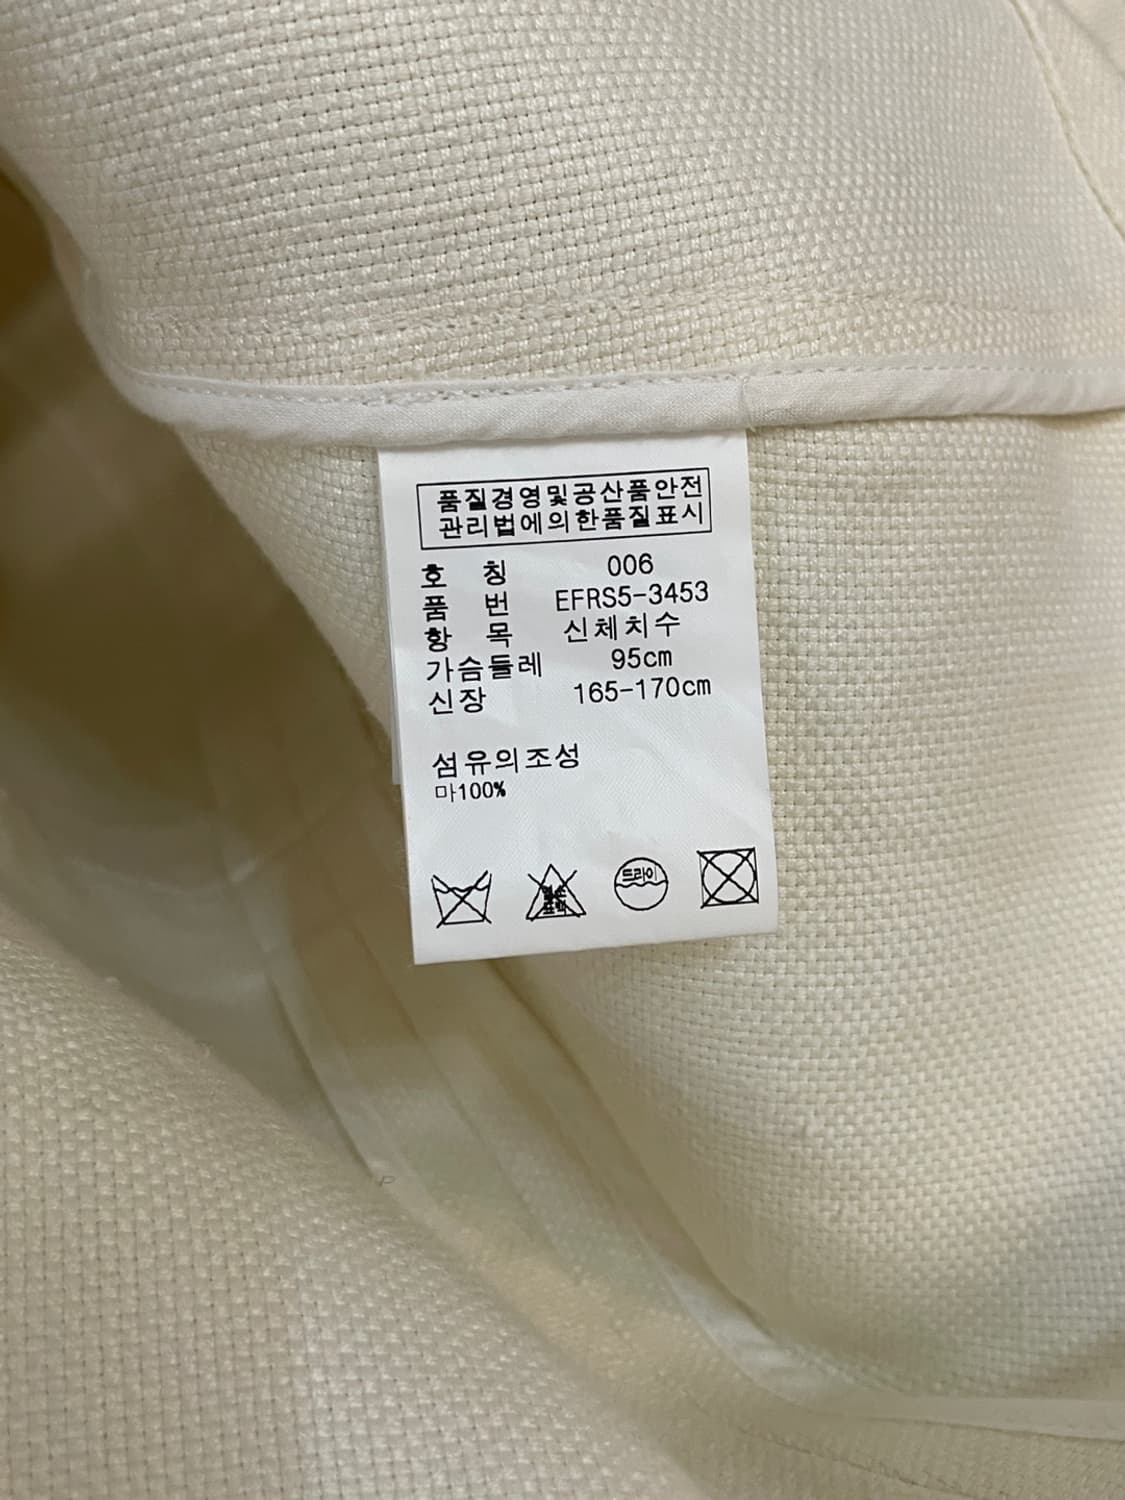 품질경영및공산품안전
관리법에의한품질표시
호 칭 006
품 번 EFRS5-3453
항 목 신체치수
가슴둘레 95cm
신장 165-170cm
섬유의조성
마100%
드라이